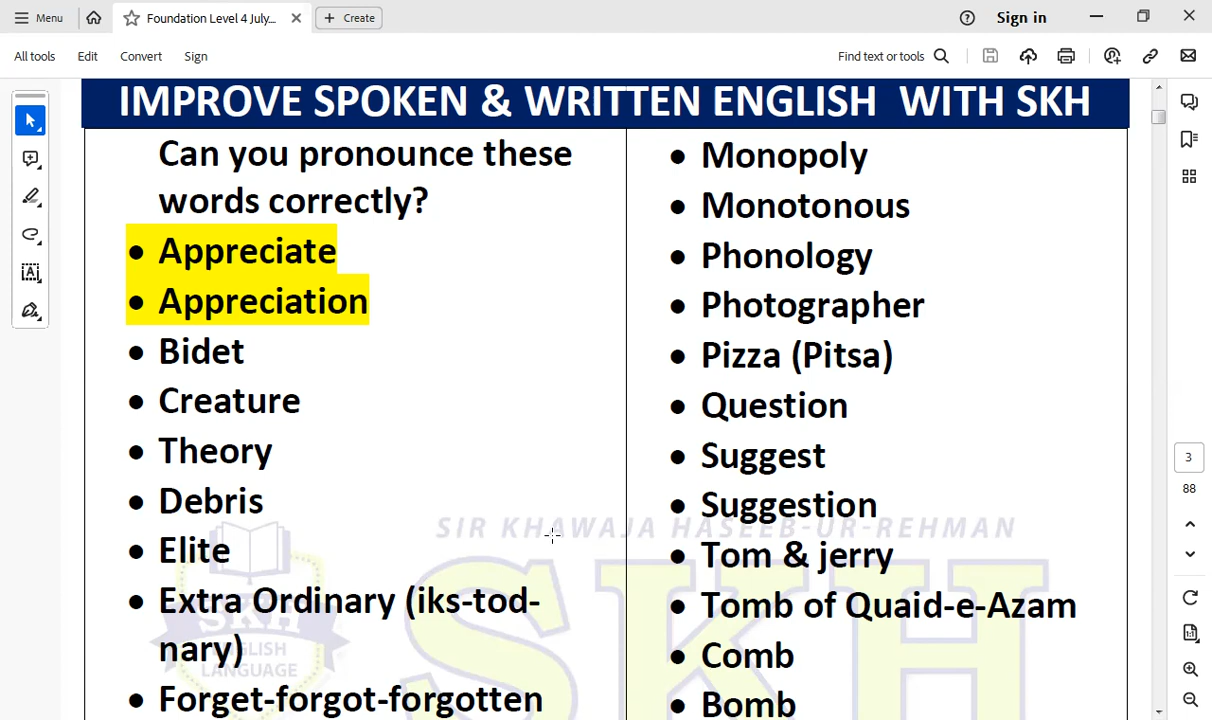 Menu
Foundation Level 4 July...
Create
Sign in
All tools
Edit
Convert
Sign
Find text or tools
IMPROVE SPOKEN & WRITTEN ENGLISH WITH SKH
Can you pronounce these
words correctly?
• Appreciate
• Appreciation
• Bidet
• Creature
• Theory
• Debris
• Elite
• Extra Ordinary (iks-tod-
nary)
• Forget-forgot-forgotten
• Monopoly
• Monotonous
• Phonology
• Photographer
• Pizza (Pitsa)
• Question
• Suggest
• Suggestion
• Tom & jerry
• Tomb of Quaid-e-Azam
• Comb
• Bomb
SIR KHAWAJA HASEEB-UR-REHMAN
SKH
SKH
ENGLISH
LANGUAGE
3
88